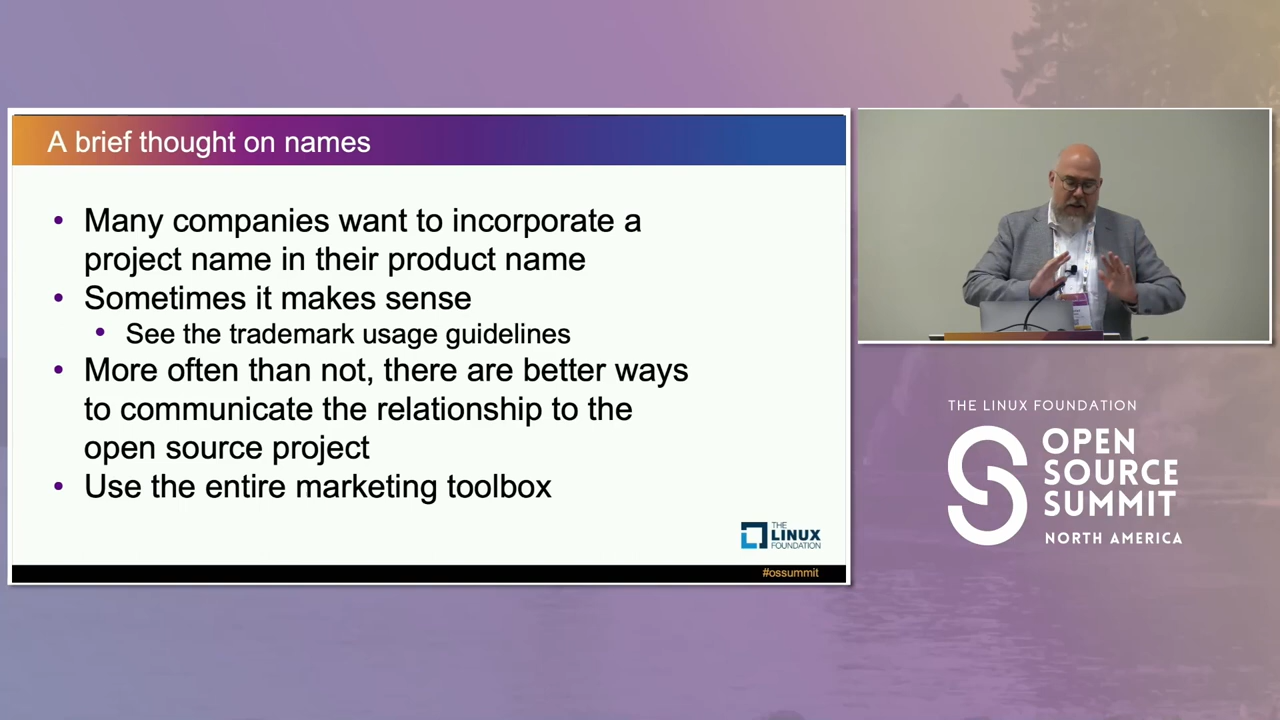 A brief thought on names
• Many companies want to incorporate a
project name in their product name
• Sometimes it makes sense
• See the trademark usage guidelines
• More often than not, there are better ways
to communicate the relationship to the
open source project
• Use the entire marketing toolbox
THE
LINUX
FOUNDATION
#ossummit
THE LINUX FOUNDATION
OPEN
SOURCE
SUMMIT
NORTH AMERICA